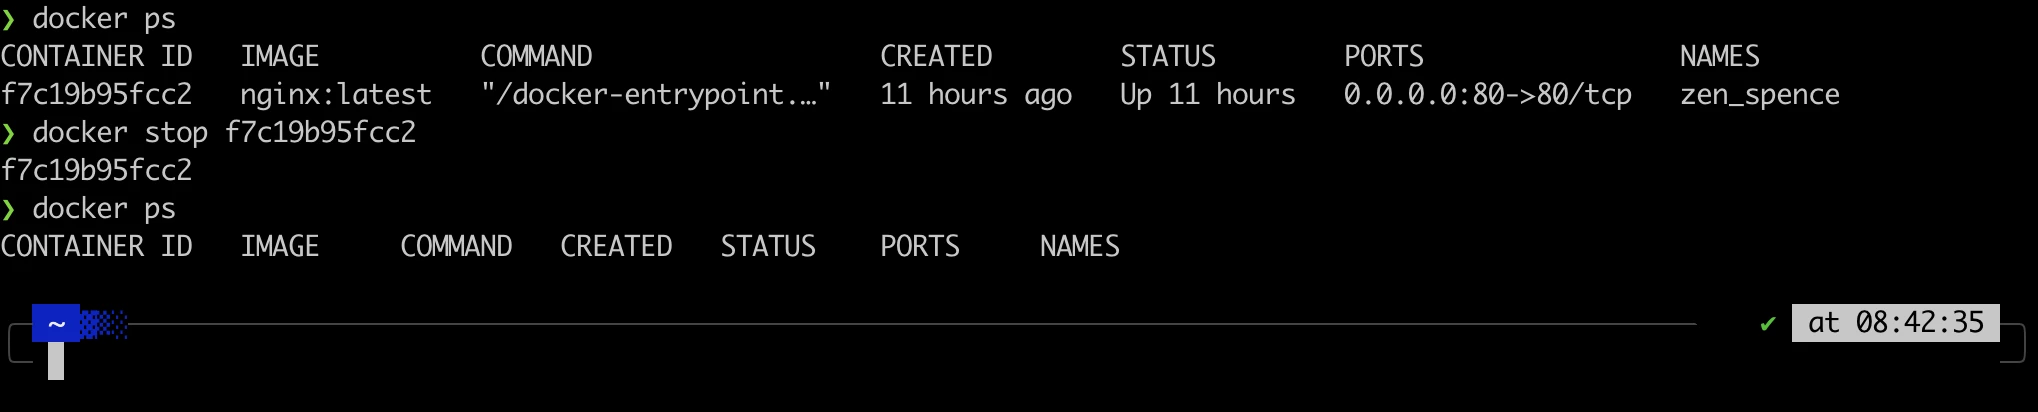 ❯ docker ps
CONTAINER ID   IMAGE          COMMAND                  CREATED        STATUS        PORTS                NAMES
f7c19b95fcc2   nginx:latest   "/docker-entrypoint.…"   11 hours ago   Up 11 hours   0.0.0.0:80->80/tcp   zen_spence
❯ docker stop f7c19b95fcc2
f7c19b95fcc2
❯ docker ps
CONTAINER ID   IMAGE     COMMAND   CREATED   STATUS    PORTS     NAMES
~ ✔ at 08:42:35